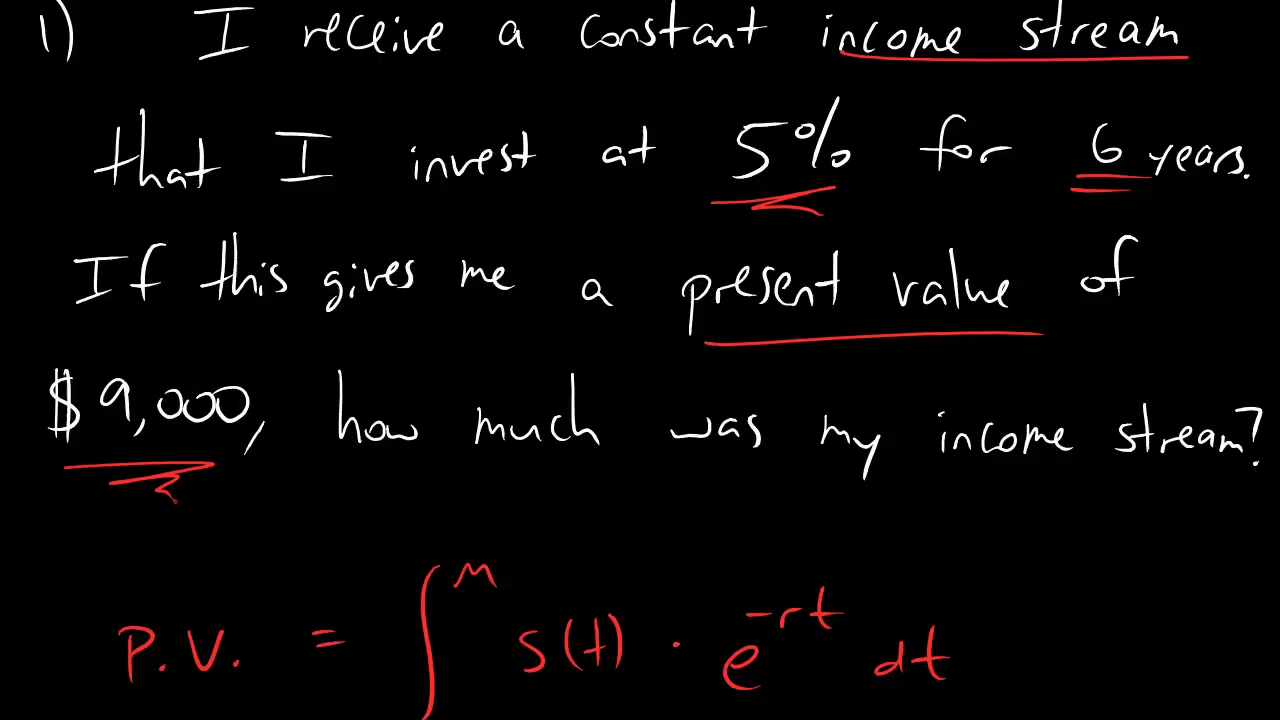 1) I receive a constant income stream
that I invest at 5% for 6 years.
If this gives me a present value of
$9,000, how much was my income stream?
P.V. = ∫^M s(t) · e^{-rt} dt